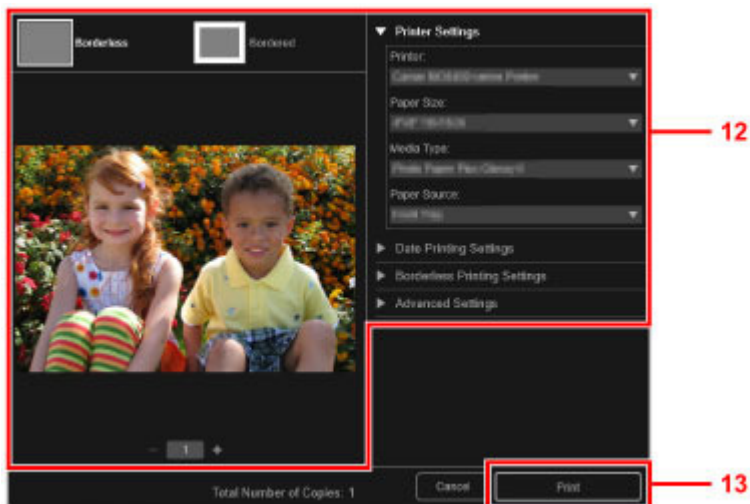 Borderless
Bordered
Printer Settings
Printer:
Paper Size:
Media Type:
Paper Source:
Date Printing Settings
Borderless Printing Settings
Advanced Settings
12
1
Total Number of Copies: 1
Cancel
Print
13